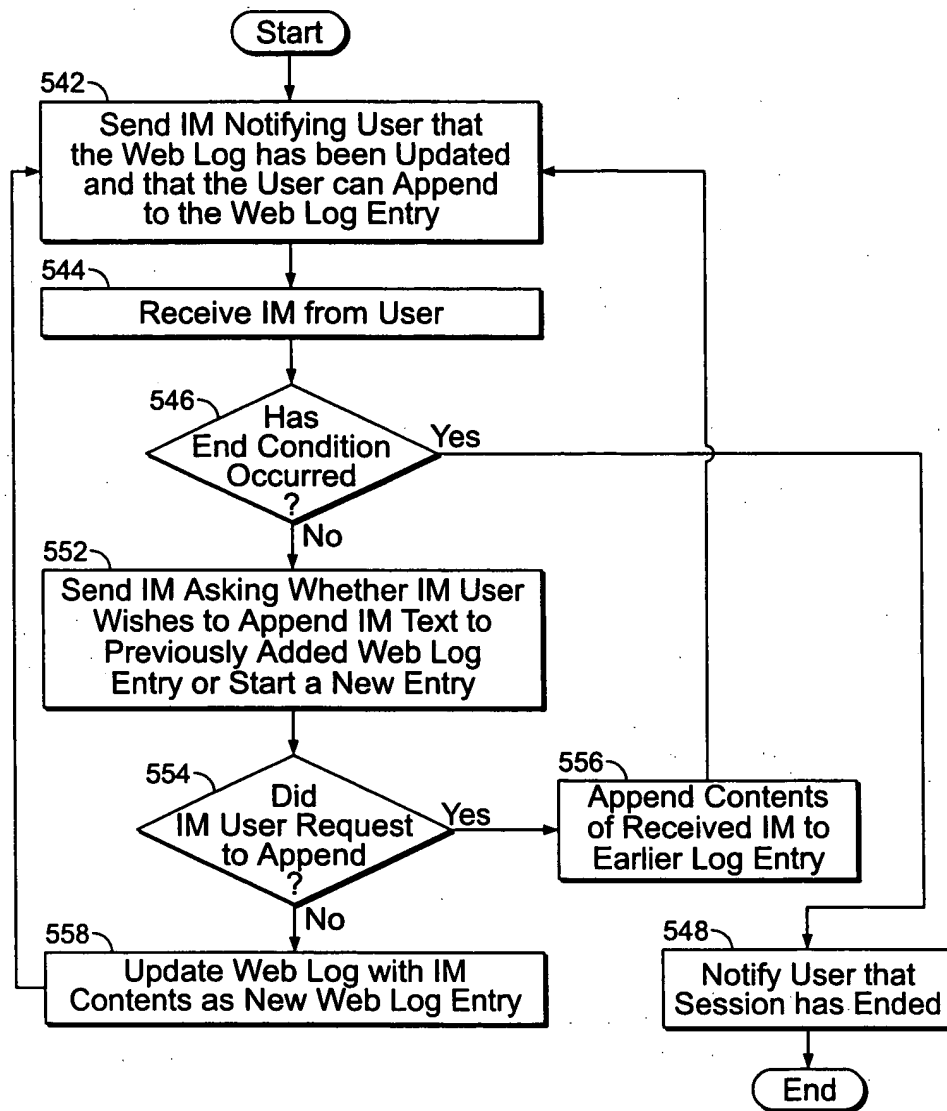 Start
542
Send IM Notifying User that
the Web Log has been Updated
and that the User can Append
to the Web Log Entry
544
Receive IM from User
546
Has
End Condition
Occurred
?
Yes
No
552
Send IM Asking Whether IM User
Wishes to Append IM Text to
Previously Added Web Log
Entry or Start a New Entry
554
Did
IM User Request
to Append
?
Yes
No
556
Append Contents
of Received IM to
Earlier Log Entry
558
Update Web Log with IM
Contents as New Web Log Entry
548
Notify User that
Session has Ended
End